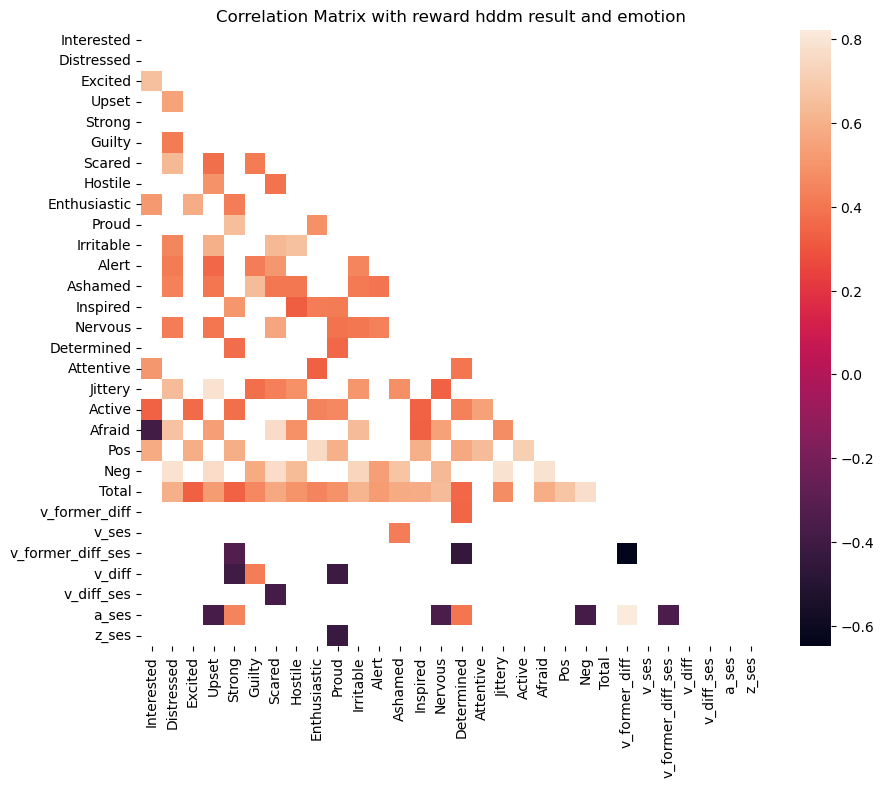 Correlation Matrix with reward hddm result and emotion
Interested
Distressed
Excited
Upset
Strong
Guilty
Scared
Hostile
Enthusiastic
Proud
Irritable
Alert
Ashamed
Inspired
Nervous
Determined
Attentive
Jittery
Active
Afraid
Pos
Neg
Total
v_former_diff
v_ses
v_former_diff_ses
v_diff
v_diff_ses
a_ses
z_ses
Interested
Distressed
Excited
Upset
Strong
Guilty
Scared
Hostile
Enthusiastic
Proud
Irritable
Alert
Ashamed
Inspired
Nervous
Determined
Attentive
Jittery
Active
Afraid
Pos
Neg
Total
v_former_diff
v_ses
v_former_diff_ses
v_diff
v_diff_ses
a_ses
z_ses
0.8
0.6
0.4
0.2
0.0
−0.2
−0.4
−0.6